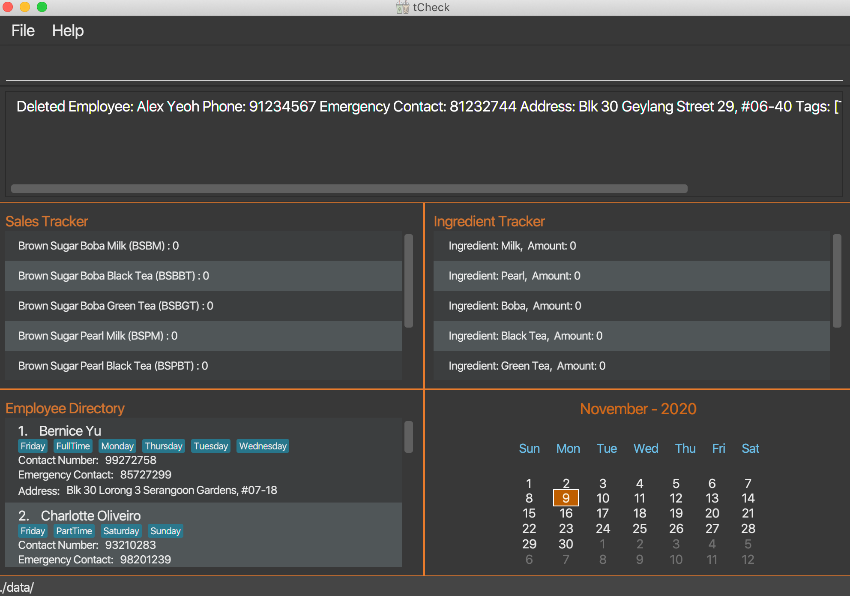 tCheck
File Help
Deleted Employee: Alex Yeoh Phone: 91234567 Emergency Contact: 81232744 Address: Blk 30 Geylang Street 29, #06-40 Tags: [
Sales Tracker
Brown Sugar Boba Milk (BSBM) : 0
Brown Sugar Boba Black Tea (BSBBT) : 0
Brown Sugar Boba Green Tea (BSBGT) : 0
Brown Sugar Pearl Milk (BSPM) : 0
Brown Sugar Pearl Black Tea (BSPBT) : 0
Ingredient Tracker
Ingredient: Milk, Amount: 0
Ingredient: Pearl, Amount: 0
Ingredient: Boba, Amount: 0
Ingredient: Black Tea, Amount: 0
Ingredient: Green Tea, Amount: 0
Employee Directory
1. Bernice Yu
Friday FullTime Monday Thursday Tuesday Wednesday
Contact Number: 99272758
Emergency Contact: 85727299
Address: Blk 30 Lorong 3 Serangoon Gardens, #07-18
2. Charlotte Oliveiro
Friday PartTime Saturday Sunday
Contact Number: 93210283
Emergency Contact: 98201239
November - 2020
Sun Mon Tue Wed Thu Fri Sat
1 2 3 4 5 6 7
8 9 10 11 12 13 14
15 16 17 18 19 20 21
22 23 24 25 26 27 28
29 30 1 2 3 4 5
6 7 8 9 10 11 12
./data/